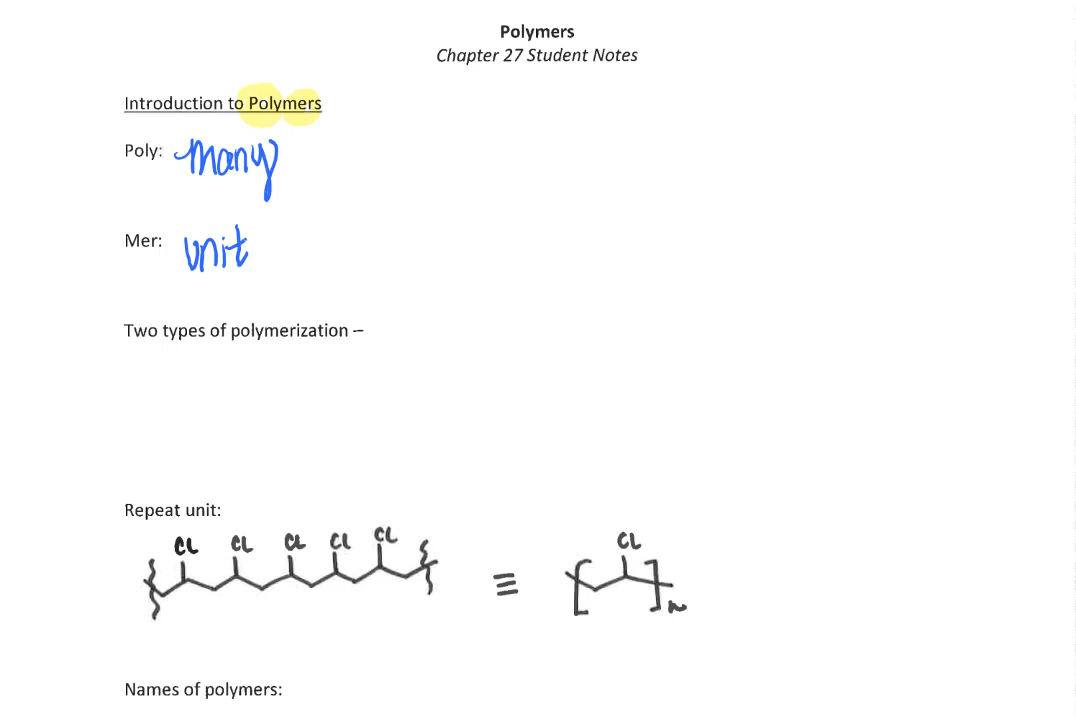 Polymers
Chapter 27 Student Notes
Introduction to Polymers
Poly: many
Mer: unit
Two types of polymerization –
Repeat unit:
CL CL CL CL CL CL
≡ [ ]n
Names of polymers: